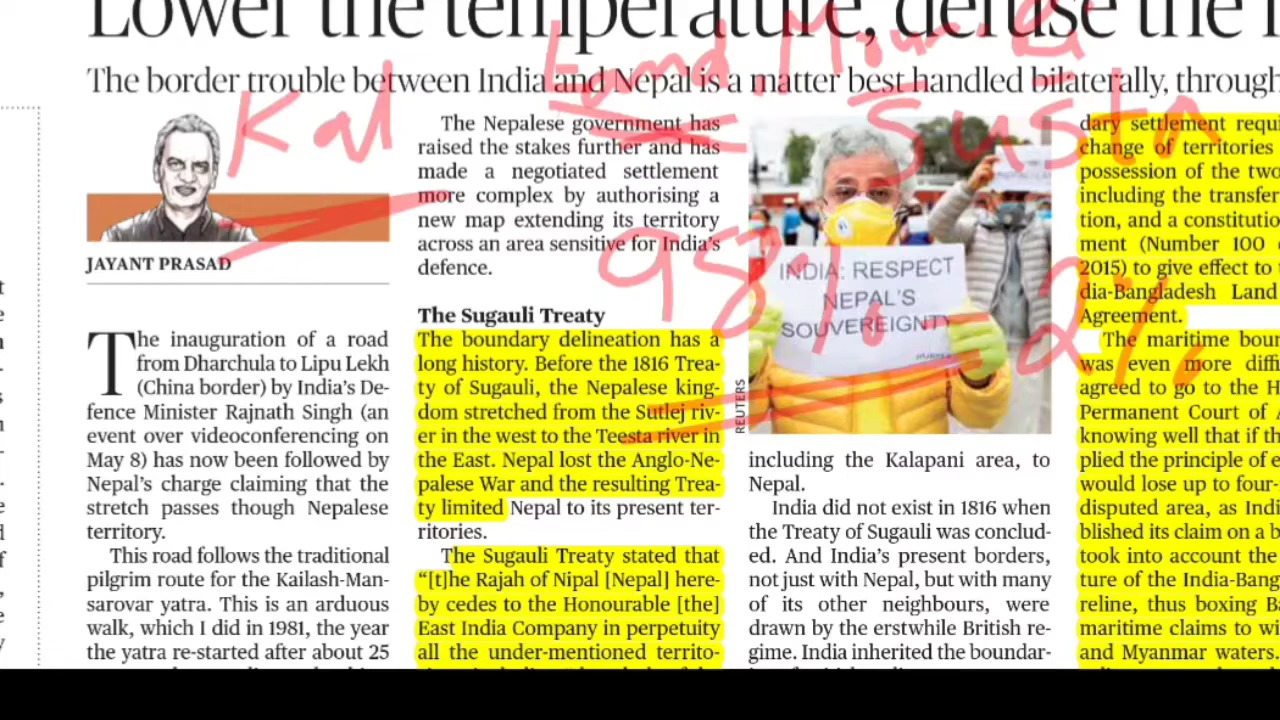 Lower the temperature, defuse the
The border trouble between India and Nepal is a matter best handled bilaterally, through
Kal
Susta
98% 2%
JAYANT PRASAD
The inauguration of a road
from Dharchula to Lipu Lekh
(China border) by India's De-
fence Minister Rajnath Singh (an
event over videoconferencing on
May 8) has now been followed by
Nepal's charge claiming that the
stretch passes though Nepalese
territory.
This road follows the traditional
pilgrim route for the Kailash-Man-
sarovar yatra. This is an arduous
walk, which I did in 1981, the year
the yatra re-started after about 25
The Nepalese government has
raised the stakes further and has
made a negotiated settlement
more complex by authorising a
new map extending its territory
across an area sensitive for India's
defence.
The Sugauli Treaty
The boundary delineation has a
long history. Before the 1816 Trea-
ty of Sugauli, the Nepalese king-
dom stretched from the Sutlej riv-
er in the west to the Teesta river in
the East. Nepal lost the Anglo-Ne-
palese War and the resulting Trea-
ty limited Nepal to its present ter-
ritories.
The Sugauli Treaty stated that
“[t]he Rajah of Nipal [Nepal] here-
by cedes to the Honourable [the]
East India Company in perpetuity
all the under-mentioned territo-
INDIA: RESPECT
NEPAL'S
SOUVEREIGNTY
REUTERS
including the Kalapani area, to
Nepal.
India did not exist in 1816 when
the Treaty of Sugauli was conclud-
ed. And India's present borders,
not just with Nepal, but with many
of its other neighbours, were
drawn by the erstwhile British re-
gime. India inherited the boundar-
dary settlement requi
change of territories
possession of the two
including the transfer
tion, and a constitutio
ment (Number 100
2015) to give effect to
dia-Bangladesh Land
Agreement.
The maritime boun
was even more diffi
agreed to go to the H
Permanent Court of
knowing well that if th
plied the principle of e
would lose up to four-
disputed area, as Indi
blished its claim on a b
took into account the
ture of the India-Bang
reline, thus boxing Ba
maritime claims to wi
and Myanmar waters.